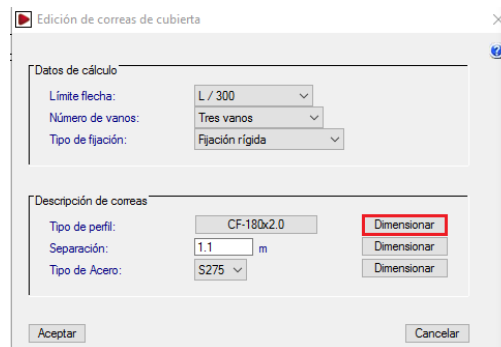 Edición de correas de cubierta
Datos de cálculo
Límite flecha: L / 300
Número de vanos: Tres vanos
Tipo de fijación: Fijación rígida
Descripción de correas
Tipo de perfil: CF-180x2.0 Dimensionar
Separación: 1.1 m Dimensionar
Tipo de Acero: S275 Dimensionar
Aceptar Cancelar